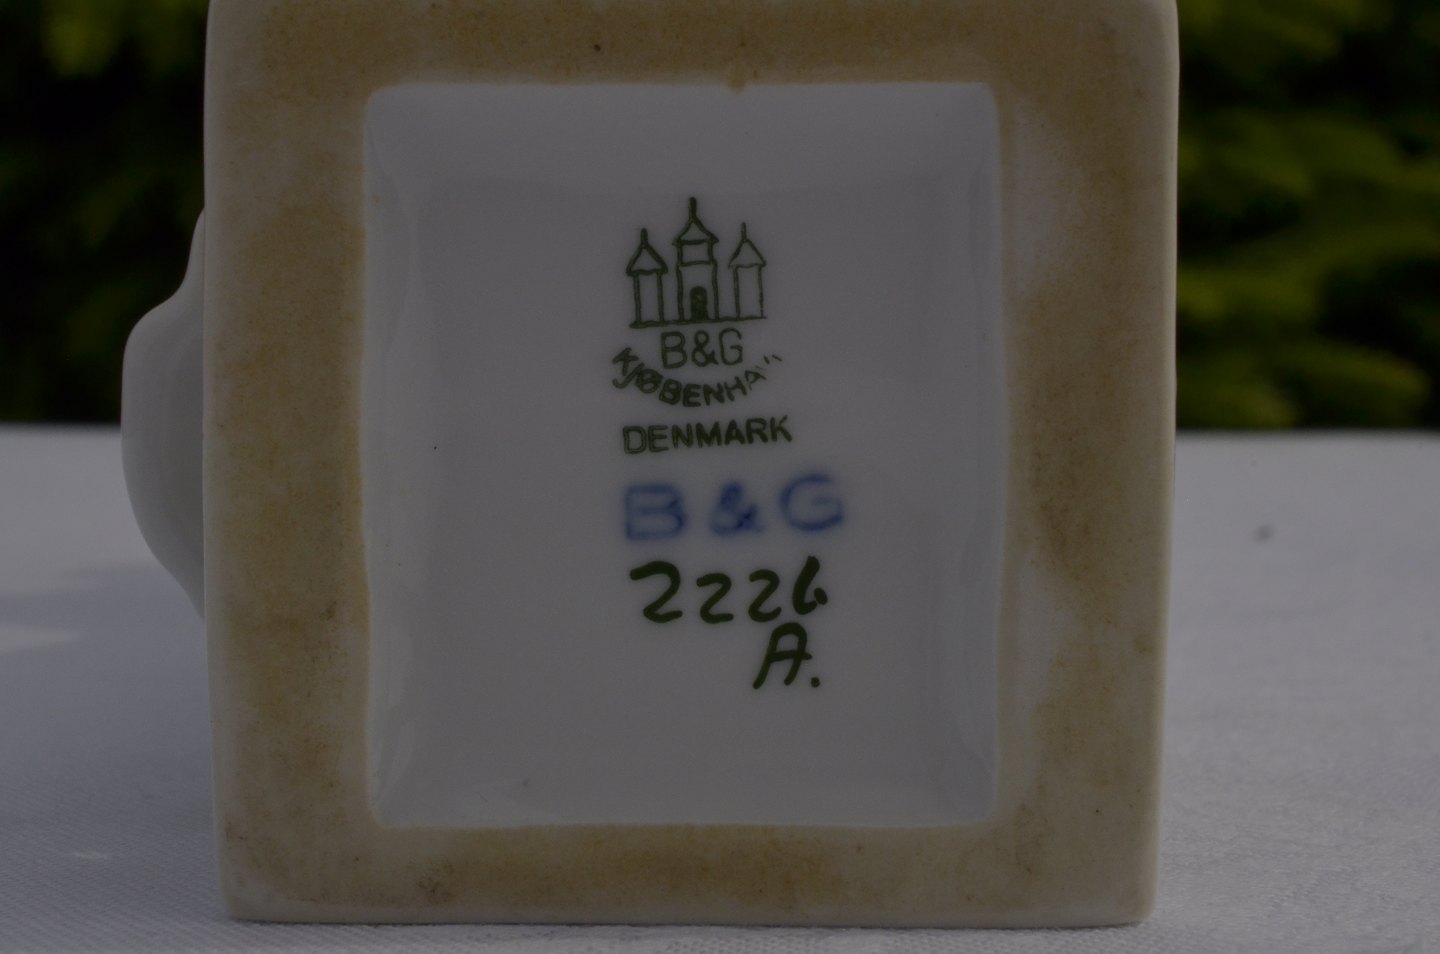 B&G
KJØBENHAVN
DENMARK
B & G
2226
A.